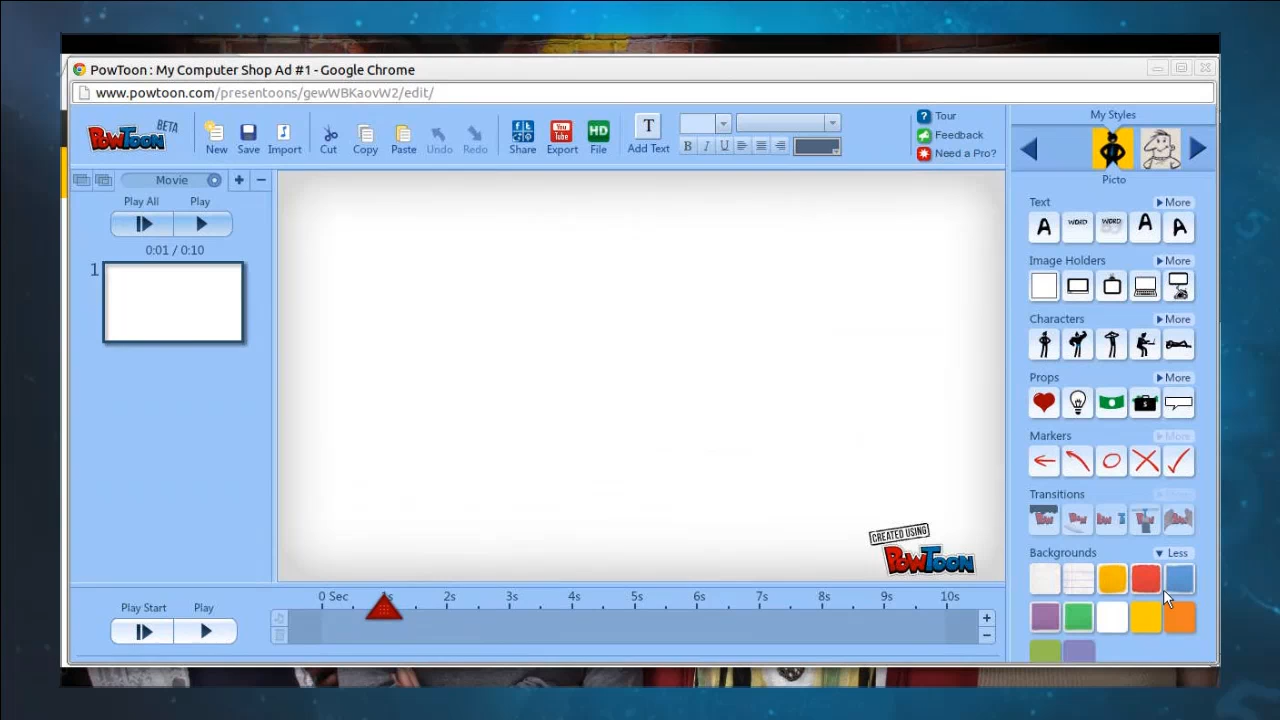 PowToon : My Computer Shop Ad #1 - Google Chrome
www.powtoon.com/presentoons/gewWBKaovW2/edit/
POWTOON BETA
New Save Import Cut Copy Paste Undo Redo Share Export File Add Text
You Tube HD T B I U
Tour
Feedback
Need a Pro?
My Styles
Picto
Movie
Play All Play
0:01 / 0:10
1
Text More
A WORD WORD A A
Image Holders More
Characters More
Props More
Markers More
Transitions More
Backgrounds Less
CREATED USING
POWTOON
Play Start Play
0 Sec 1s 2s 3s 4s 5s 6s 7s 8s 9s 10s